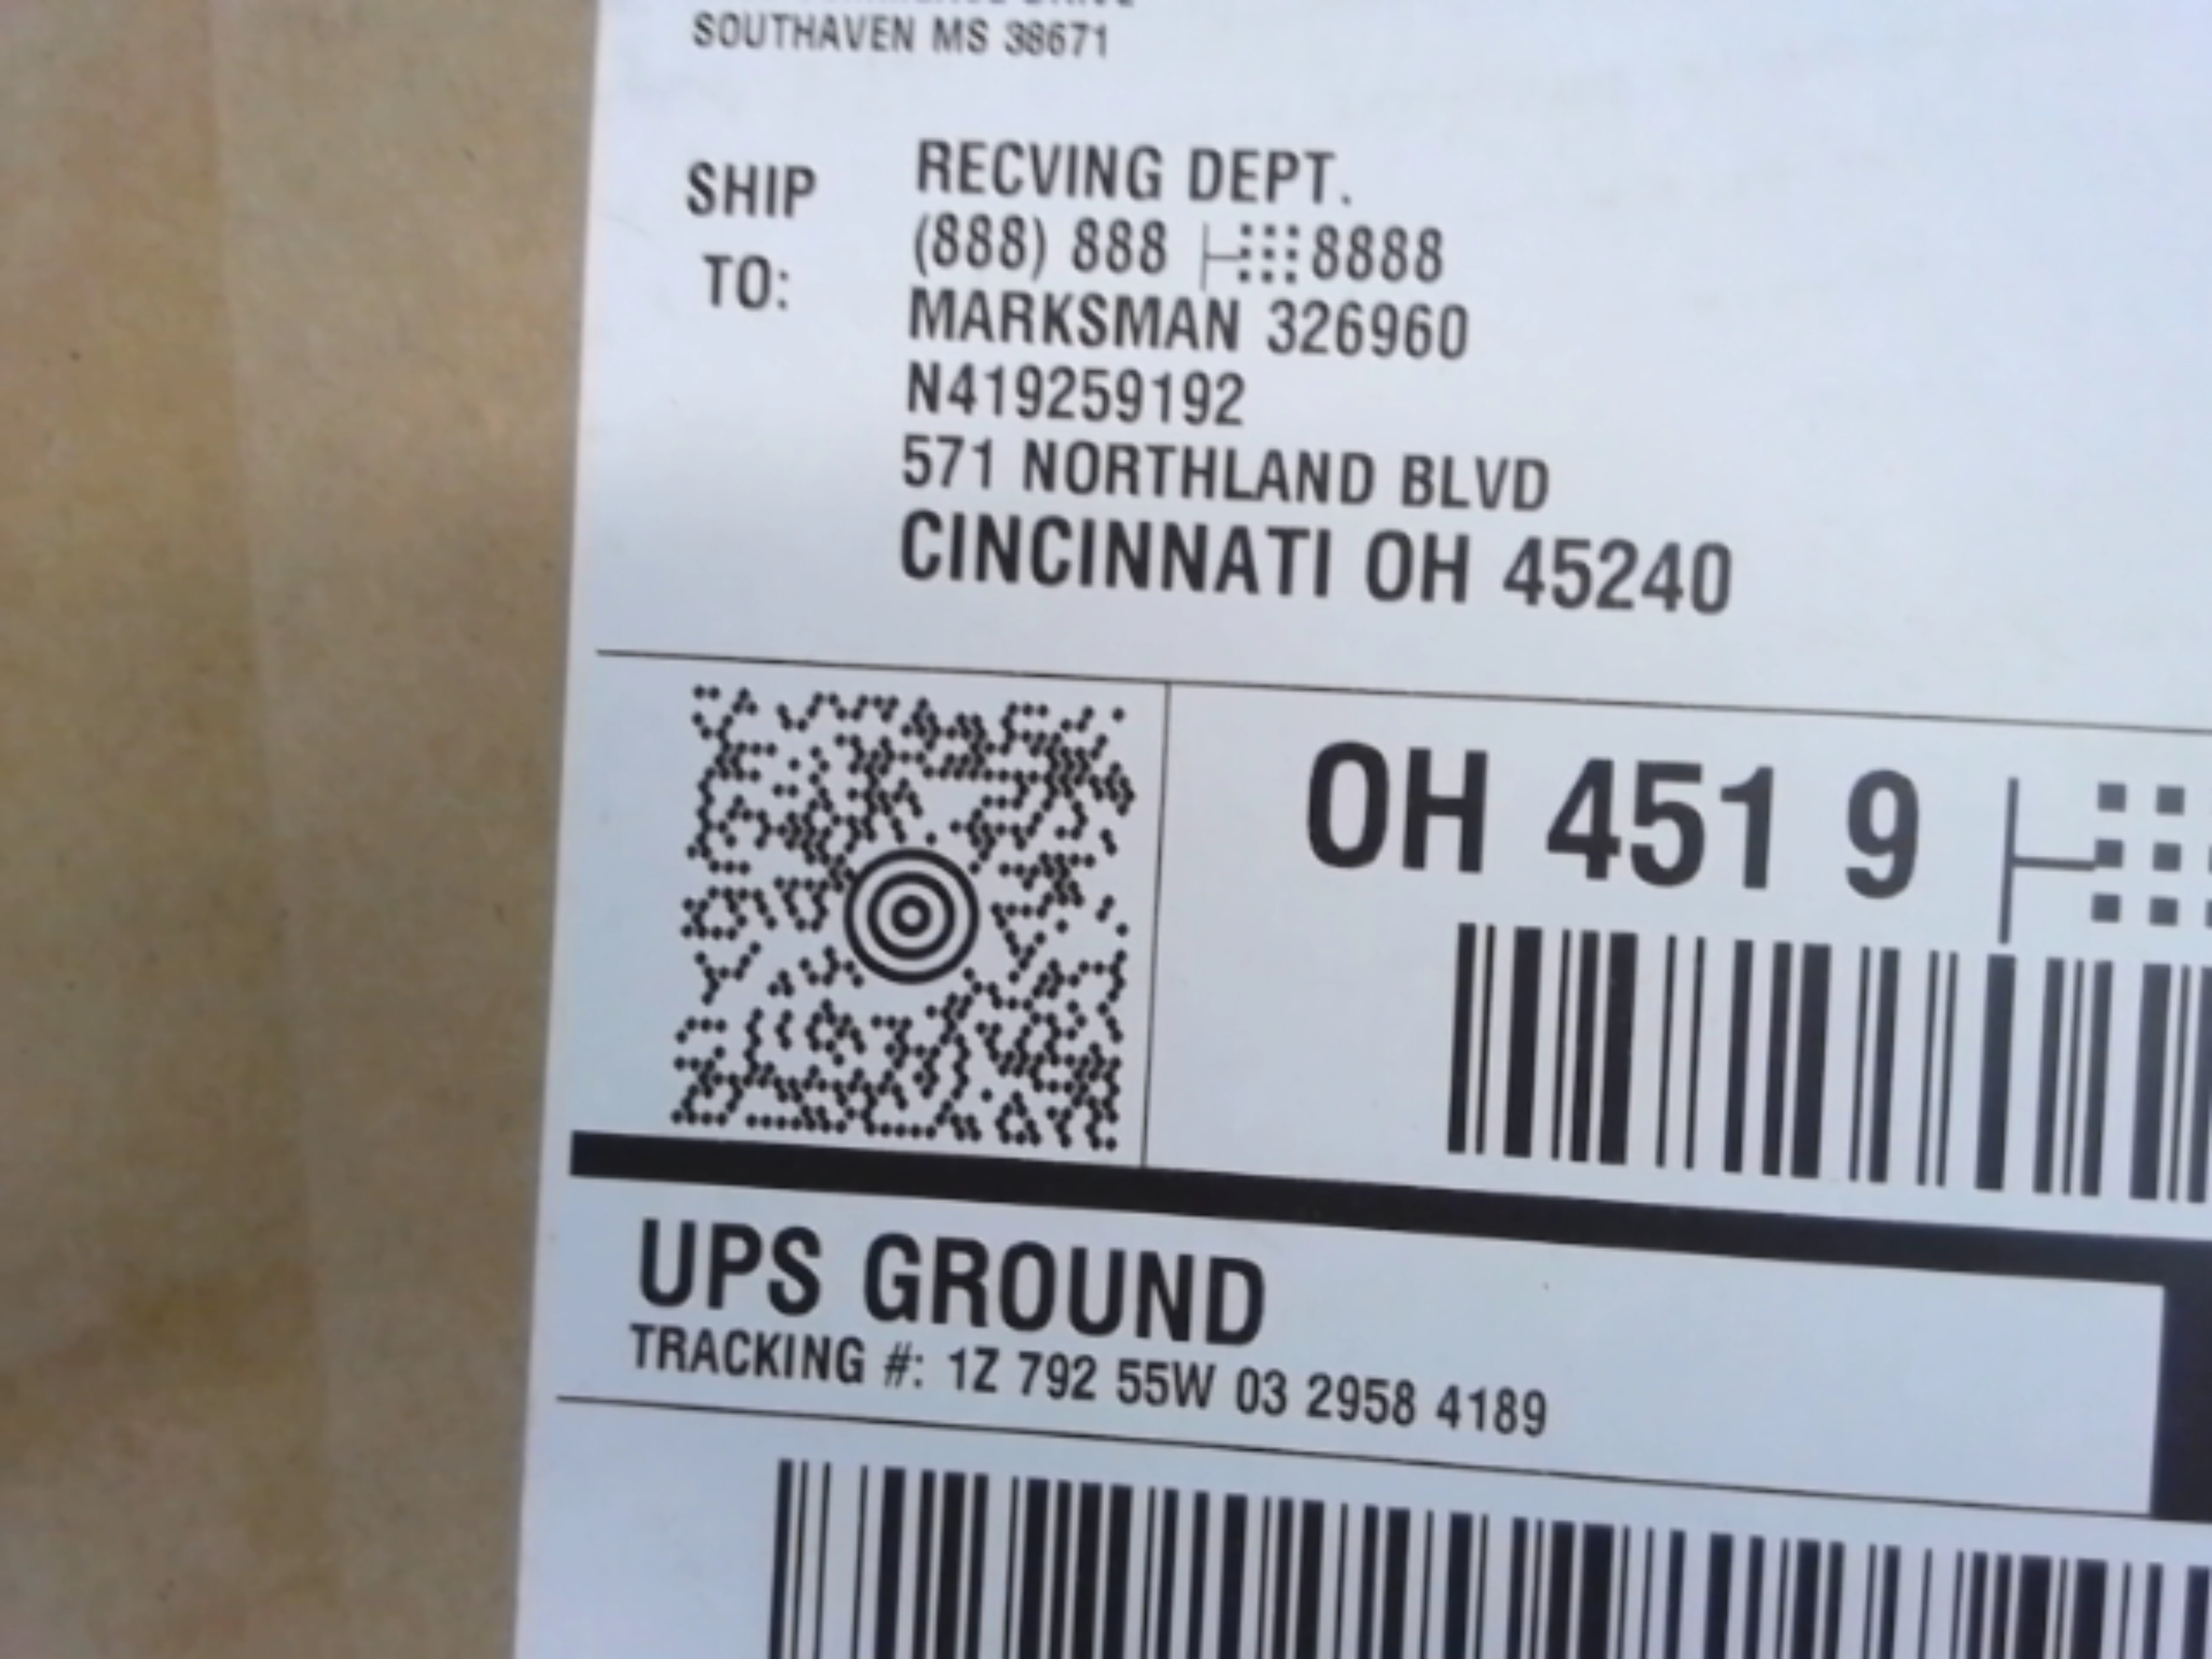 SOUTHAVEN MS 38671
SHIP TO:
RECVING DEPT.
(888) 888 8888
MARKSMAN 326960
N419259192
571 NORTHLAND BLVD
CINCINNATI OH 45240
OH 451 9
UPS GROUND
TRACKING #: 1Z 792 55W 03 2958 4189